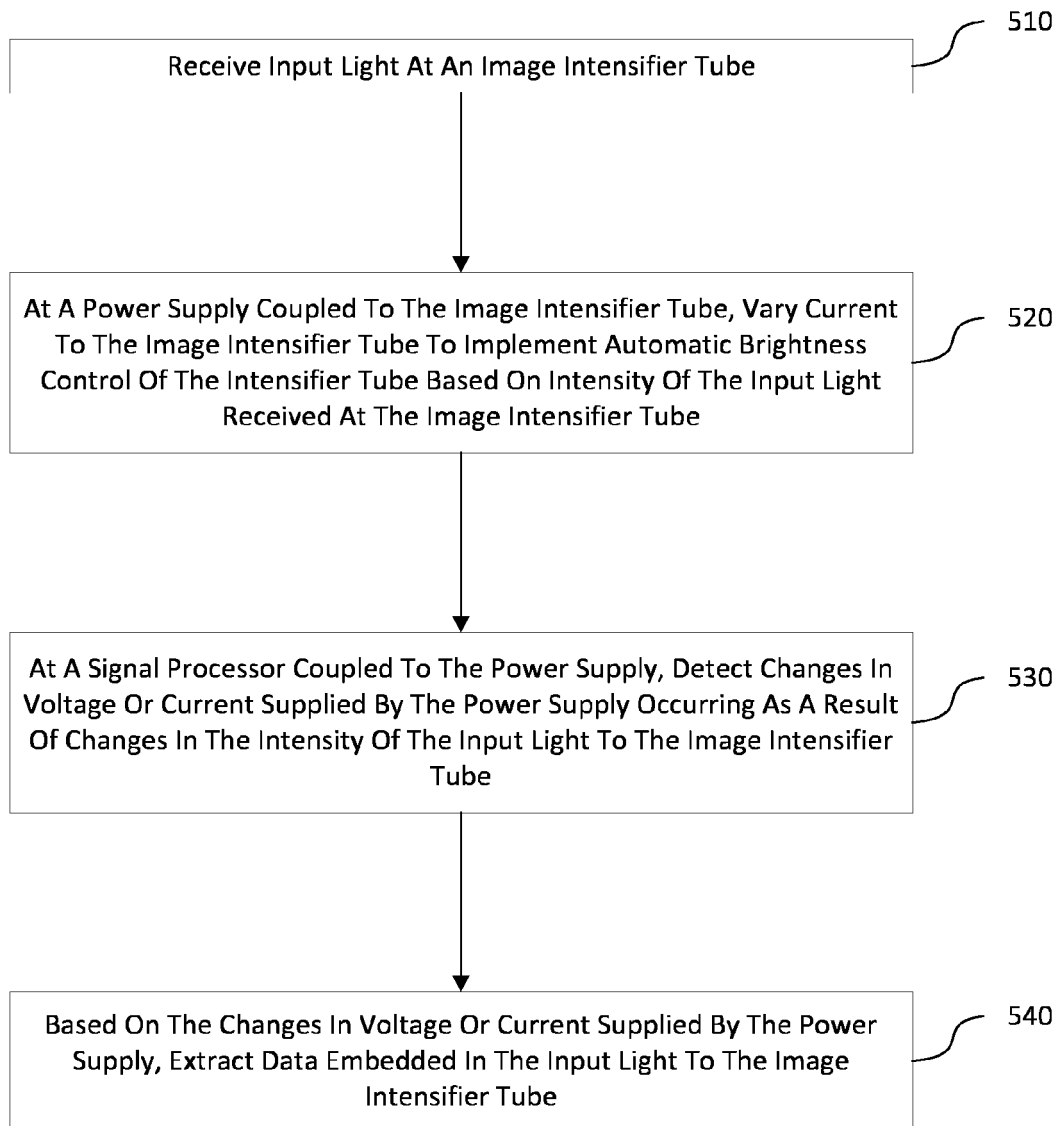 510
Receive Input Light At An Image Intensifier Tube
520
At A Power Supply Coupled To The Image Intensifier Tube, Vary Current
To The Image Intensifier Tube To Implement Automatic Brightness
Control Of The Intensifier Tube Based On Intensity Of The Input Light
Received At The Image Intensifier Tube
530
At A Signal Processor Coupled To The Power Supply, Detect Changes In
Voltage Or Current Supplied By The Power Supply Occurring As A Result
Of Changes In The Intensity Of The Input Light To The Image Intensifier
Tube
540
Based On The Changes In Voltage Or Current Supplied By The Power
Supply, Extract Data Embedded In The Input Light To The Image
Intensifier Tube